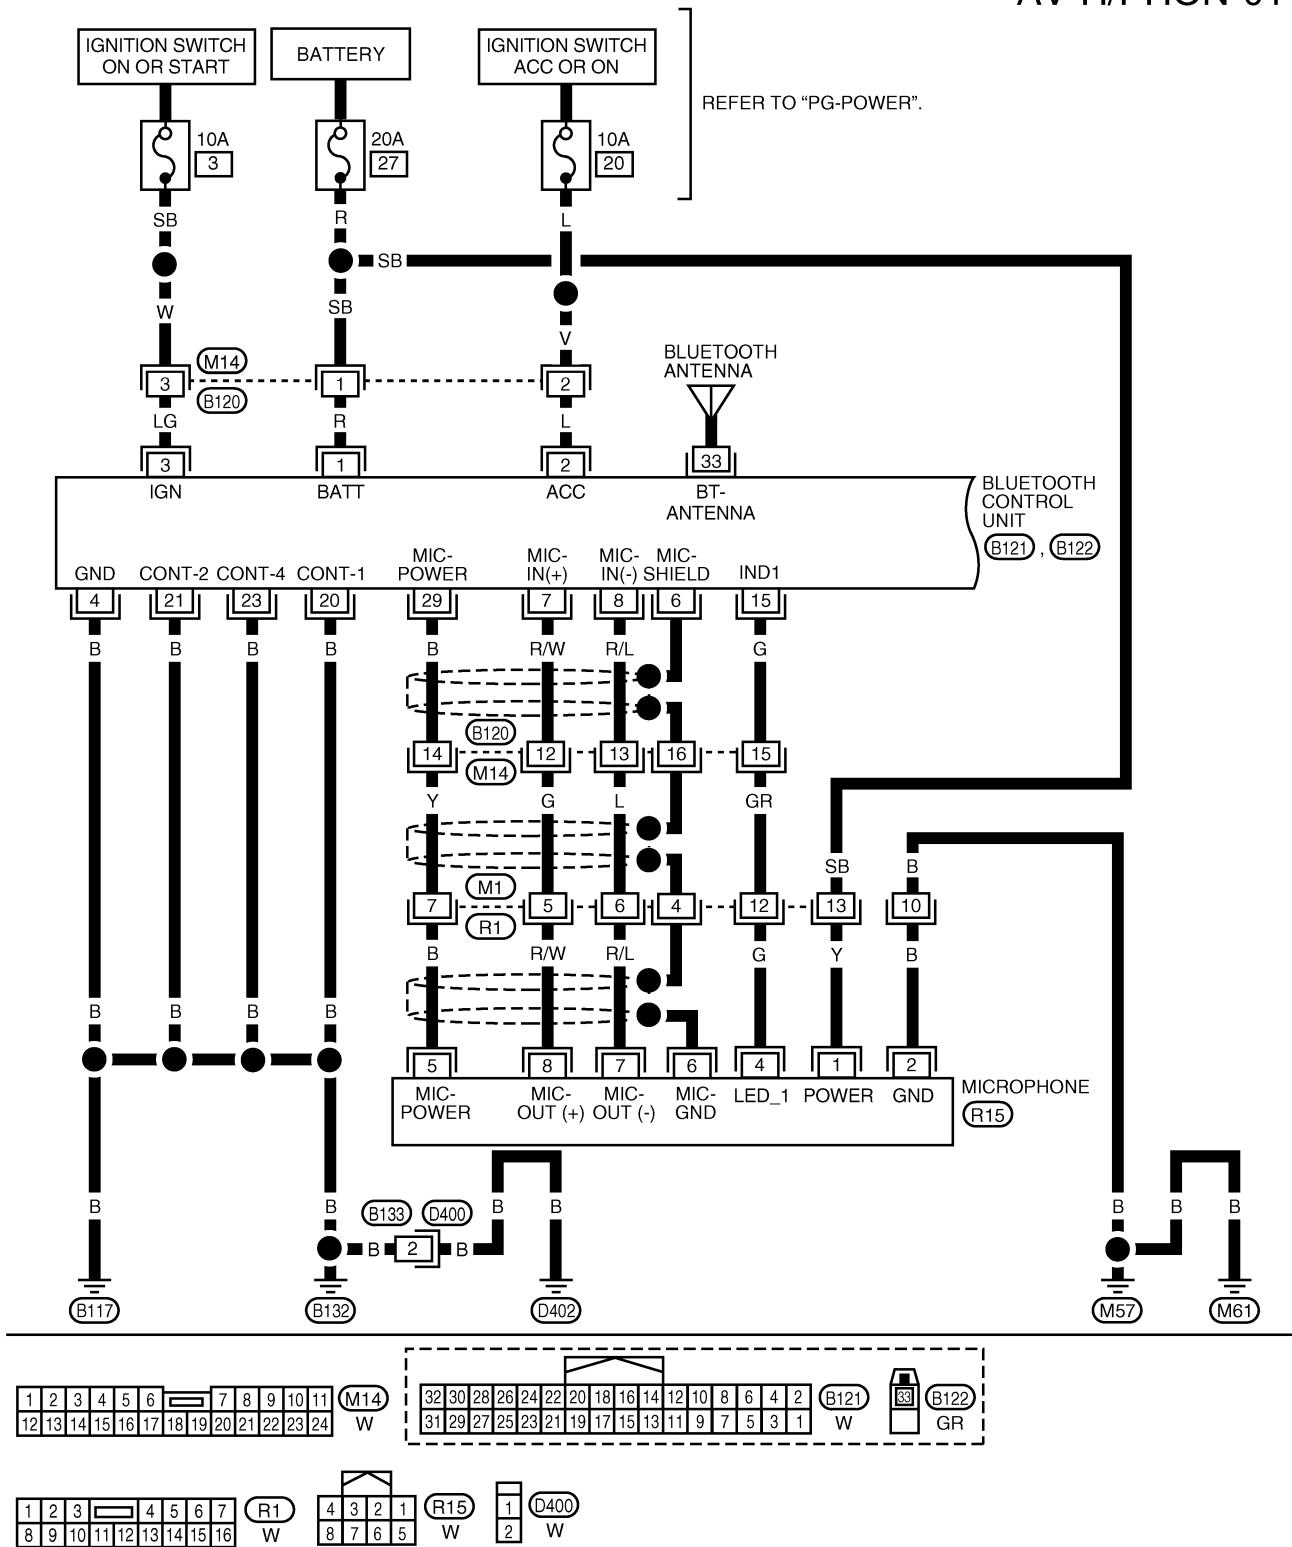 IGNITION SWITCH
ON OR START
BATTERY
IGNITION SWITCH
ACC OR ON
REFER TO “PG-POWER”.
10A
3
20A
27
10A
20
SB
R
L
SB
W
SB
V
M14
B120
3
1
2
BLUETOOTH
ANTENNA
LG
R
L
3
1
2
33
IGN
BATT
ACC
BT-
ANTENNA
BLUETOOTH
CONTROL
UNIT
B121 , B122
GND
CONT-2
CONT-4
CONT-1
MIC-
POWER
MIC-
IN(+)
MIC-
IN(-)
MIC-
SHIELD
IND1
4
21
23
20
29
7
8
6
15
B
B
B
B
B
R/W
R/L
G
B120
M14
14
12
13
16
15
Y
G
L
GR
SB
B
M1
R1
7
5
6
4
12
13
10
B
R/W
R/L
G
Y
B
B
B
B
B
5
8
7
6
4
1
2
MIC-
POWER
MIC-
OUT (+)
MIC-
OUT (-)
MIC-
GND
LED_1
POWER
GND
MICROPHONE
R15
B
B
B133
D400
B
B
B
B
B
B
2
B
B117
B132
D402
M57
M61
1 2 3 4 5 6 7 8 9 10 11
12 13 14 15 16 17 18 19 20 21 22 23 24
M14
W
32 30 28 26 24 22 20 18 16 14 12 10 8 6 4 2
31 29 27 25 23 21 19 17 15 13 11 9 7 5 3 1
B121
W
33
B122
GR
1 2 3 4 5 6 7
8 9 10 11 12 13 14 15 16
R1
W
4 3 2 1
8 7 6 5
R15
W
1
2
D400
W